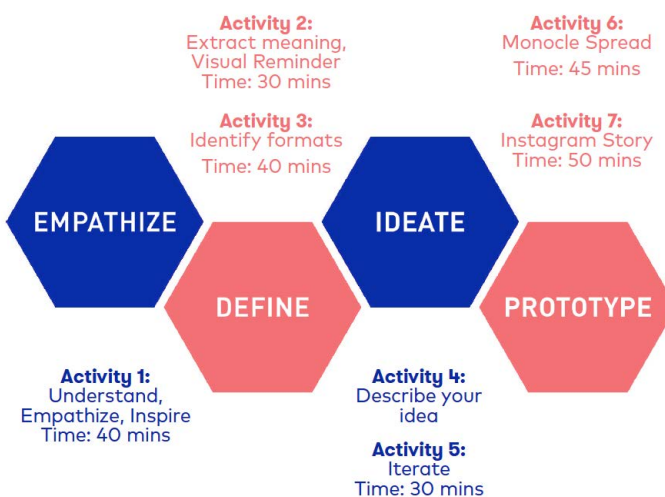 Activity 2:
Extract meaning,
Visual Reminder
Time: 30 mins
Activity 3:
Identify formats
Time: 40 mins
Activity 6:
Monocle Spread
Time: 45 mins
Activity 7:
Instagram Story
Time: 50 mins
EMPATHIZE
DEFINE
IDEATE
PROTOTYPE
Activity 1:
Understand,
Empathize, Inspire
Time: 40 mins
Activity 4:
Describe your
idea
Activity 5:
Iterate
Time: 30 mins